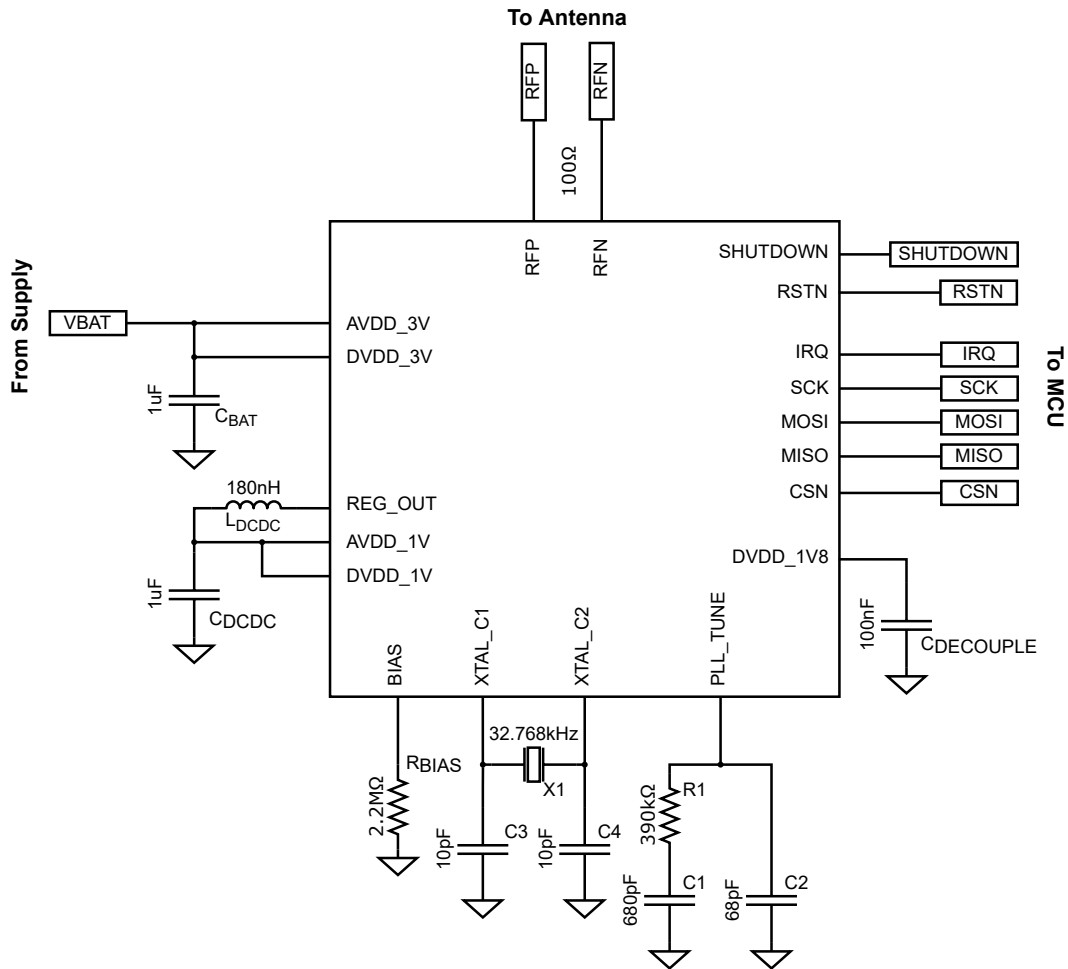 To Antenna
RFP
RFN
100Ω
RFP
RFN
From Supply
VBAT
AVDD_3V
DVDD_3V
1uF
CBAT
180nH
LDCDC
REG_OUT
AVDD_1V
DVDD_1V
1uF
CDCDC
SHUTDOWN
SHUTDOWN
RSTN
RSTN
IRQ
IRQ
SCK
SCK
MOSI
MOSI
MISO
MISO
CSN
CSN
To MCU
DVDD_1V8
100nF
CDECOUPLE
BIAS
XTAL_C1
XTAL_C2
PLL_TUNE
RBIAS
2.2MΩ
32.768kHz
X1
10pF
C3
10pF
C4
R1
390kΩ
680pF
C1
68pF
C2